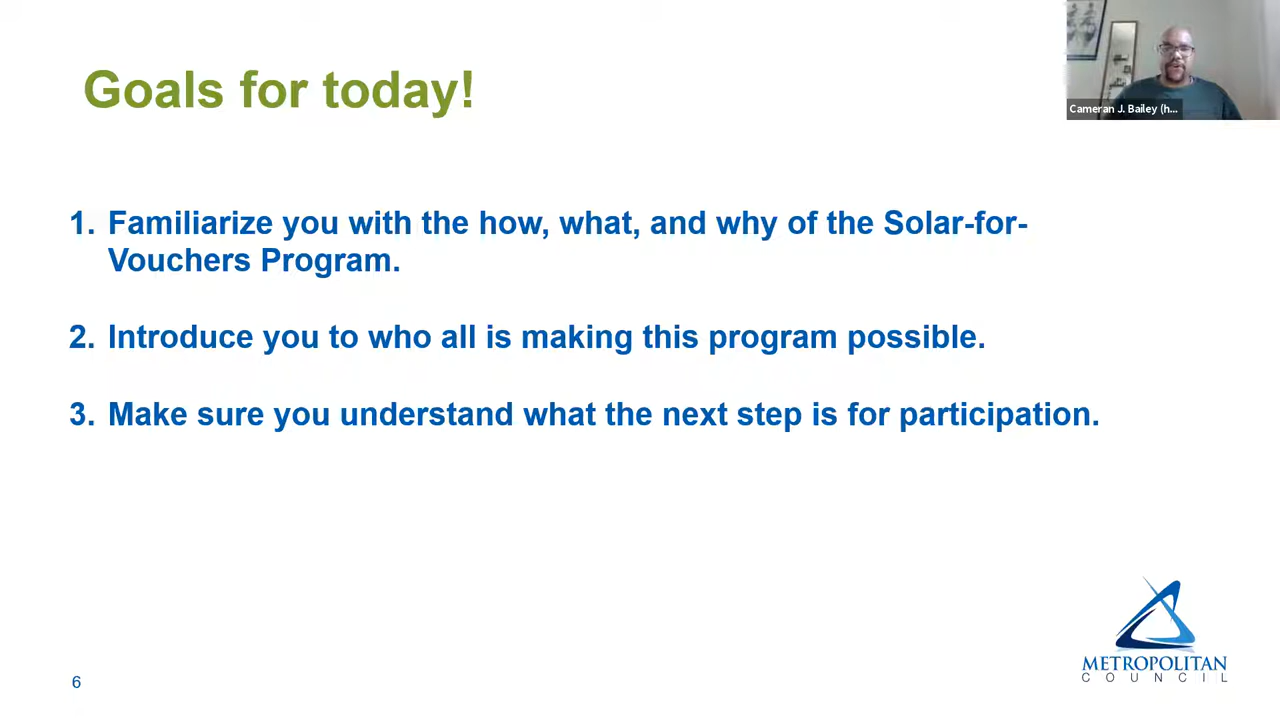 Goals for today!
Cameran J. Bailey (h...
1. Familiarize you with the how, what, and why of the Solar-for-
Vouchers Program.
2. Introduce you to who all is making this program possible.
3. Make sure you understand what the next step is for participation.
METROPOLITAN
COUNCIL
6